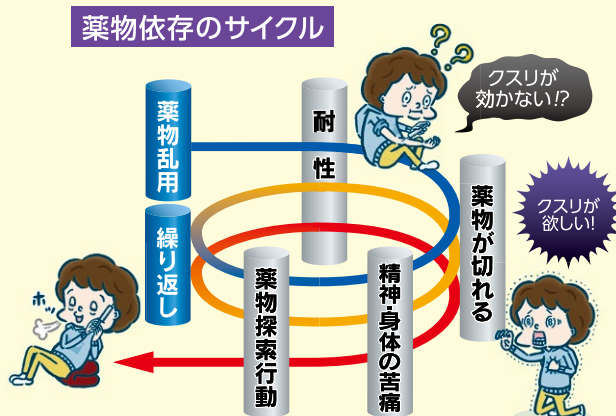 薬物依存のサイクル
クスリが
効かない!?
薬物乱用
耐性
繰り返し
薬物が切れる
クスリが
欲しい!
ホッ
薬物探索行動
精神・身体の苦痛